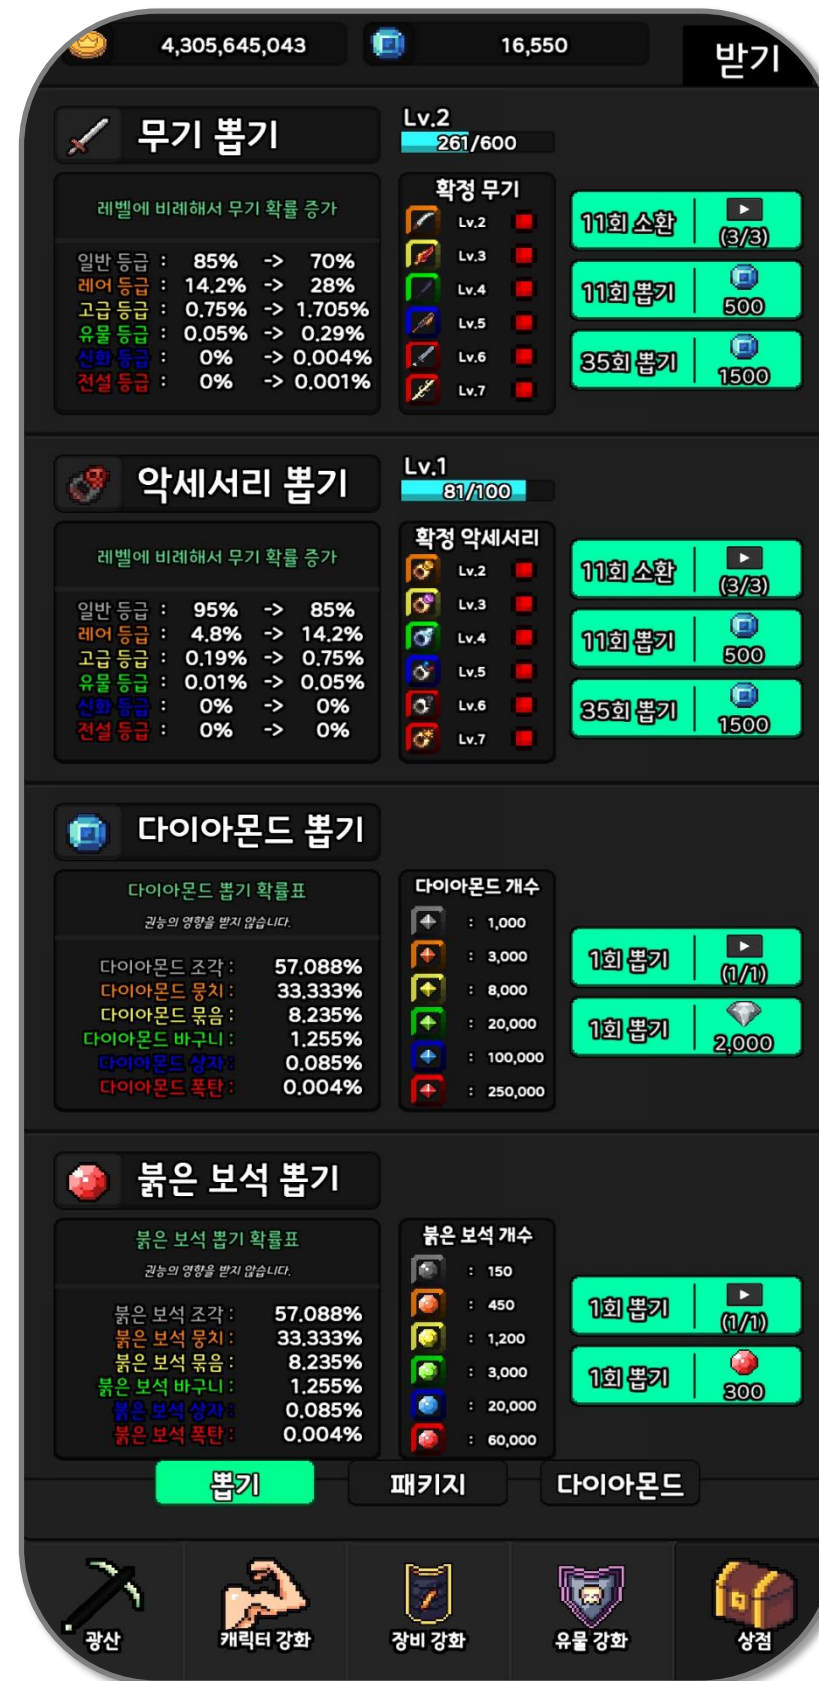 4,305,645,043
16,550
받기
무기 뽑기
Lv.2
261/600
레벨에 비례해서 무기 확률 증가
일반 등급 : 85% -> 70%
레어 등급 : 14.2% -> 28%
고급 등급 : 0.75% -> 1.705%
유물 등급 : 0.05% -> 0.29%
신화 등급 : 0% -> 0.004%
전설 등급 : 0% -> 0.001%
확정 무기
Lv.2
Lv.3
Lv.4
Lv.5
Lv.6
Lv.7
11회 소환 (3/3)
11회 뽑기 500
35회 뽑기 1500
악세서리 뽑기
Lv.1
81/100
레벨에 비례해서 무기 확률 증가
일반 등급 : 95% -> 85%
레어 등급 : 4.8% -> 14.2%
고급 등급 : 0.19% -> 0.75%
유물 등급 : 0.01% -> 0.05%
신화 등급 : 0% -> 0%
전설 등급 : 0% -> 0%
확정 악세서리
Lv.2
Lv.3
Lv.4
Lv.5
Lv.6
Lv.7
11회 소환 (3/3)
11회 뽑기 500
35회 뽑기 1500
다이아몬드 뽑기
다이아몬드 뽑기 확률표
권능의 영향을 받지 않습니다.
다이아몬드 조각 : 57.088%
다이아몬드 뭉치 : 33.333%
다이아몬드 묶음 : 8.235%
다이아몬드 바구니 : 1.255%
다이아몬드 상자 : 0.085%
다이아몬드 폭탄 : 0.004%
다이아몬드 개수
: 1,000
: 3,000
: 8,000
: 20,000
: 100,000
: 250,000
1회 뽑기 (1/1)
1회 뽑기 2,000
붉은 보석 뽑기
붉은 보석 뽑기 확률표
권능의 영향을 받지 않습니다.
붉은 보석 조각 : 57.088%
붉은 보석 뭉치 : 33.333%
붉은 보석 묶음 : 8.235%
붉은 보석 바구니 : 1.255%
붉은 보석 상자 : 0.085%
붉은 보석 폭탄 : 0.004%
붉은 보석 개수
: 150
: 450
: 1,200
: 3,000
: 20,000
: 60,000
1회 뽑기 (1/1)
1회 뽑기 300
뽑기
패키지
다이아몬드
광산
캐릭터 강화
장비 강화
유물 강화
상점